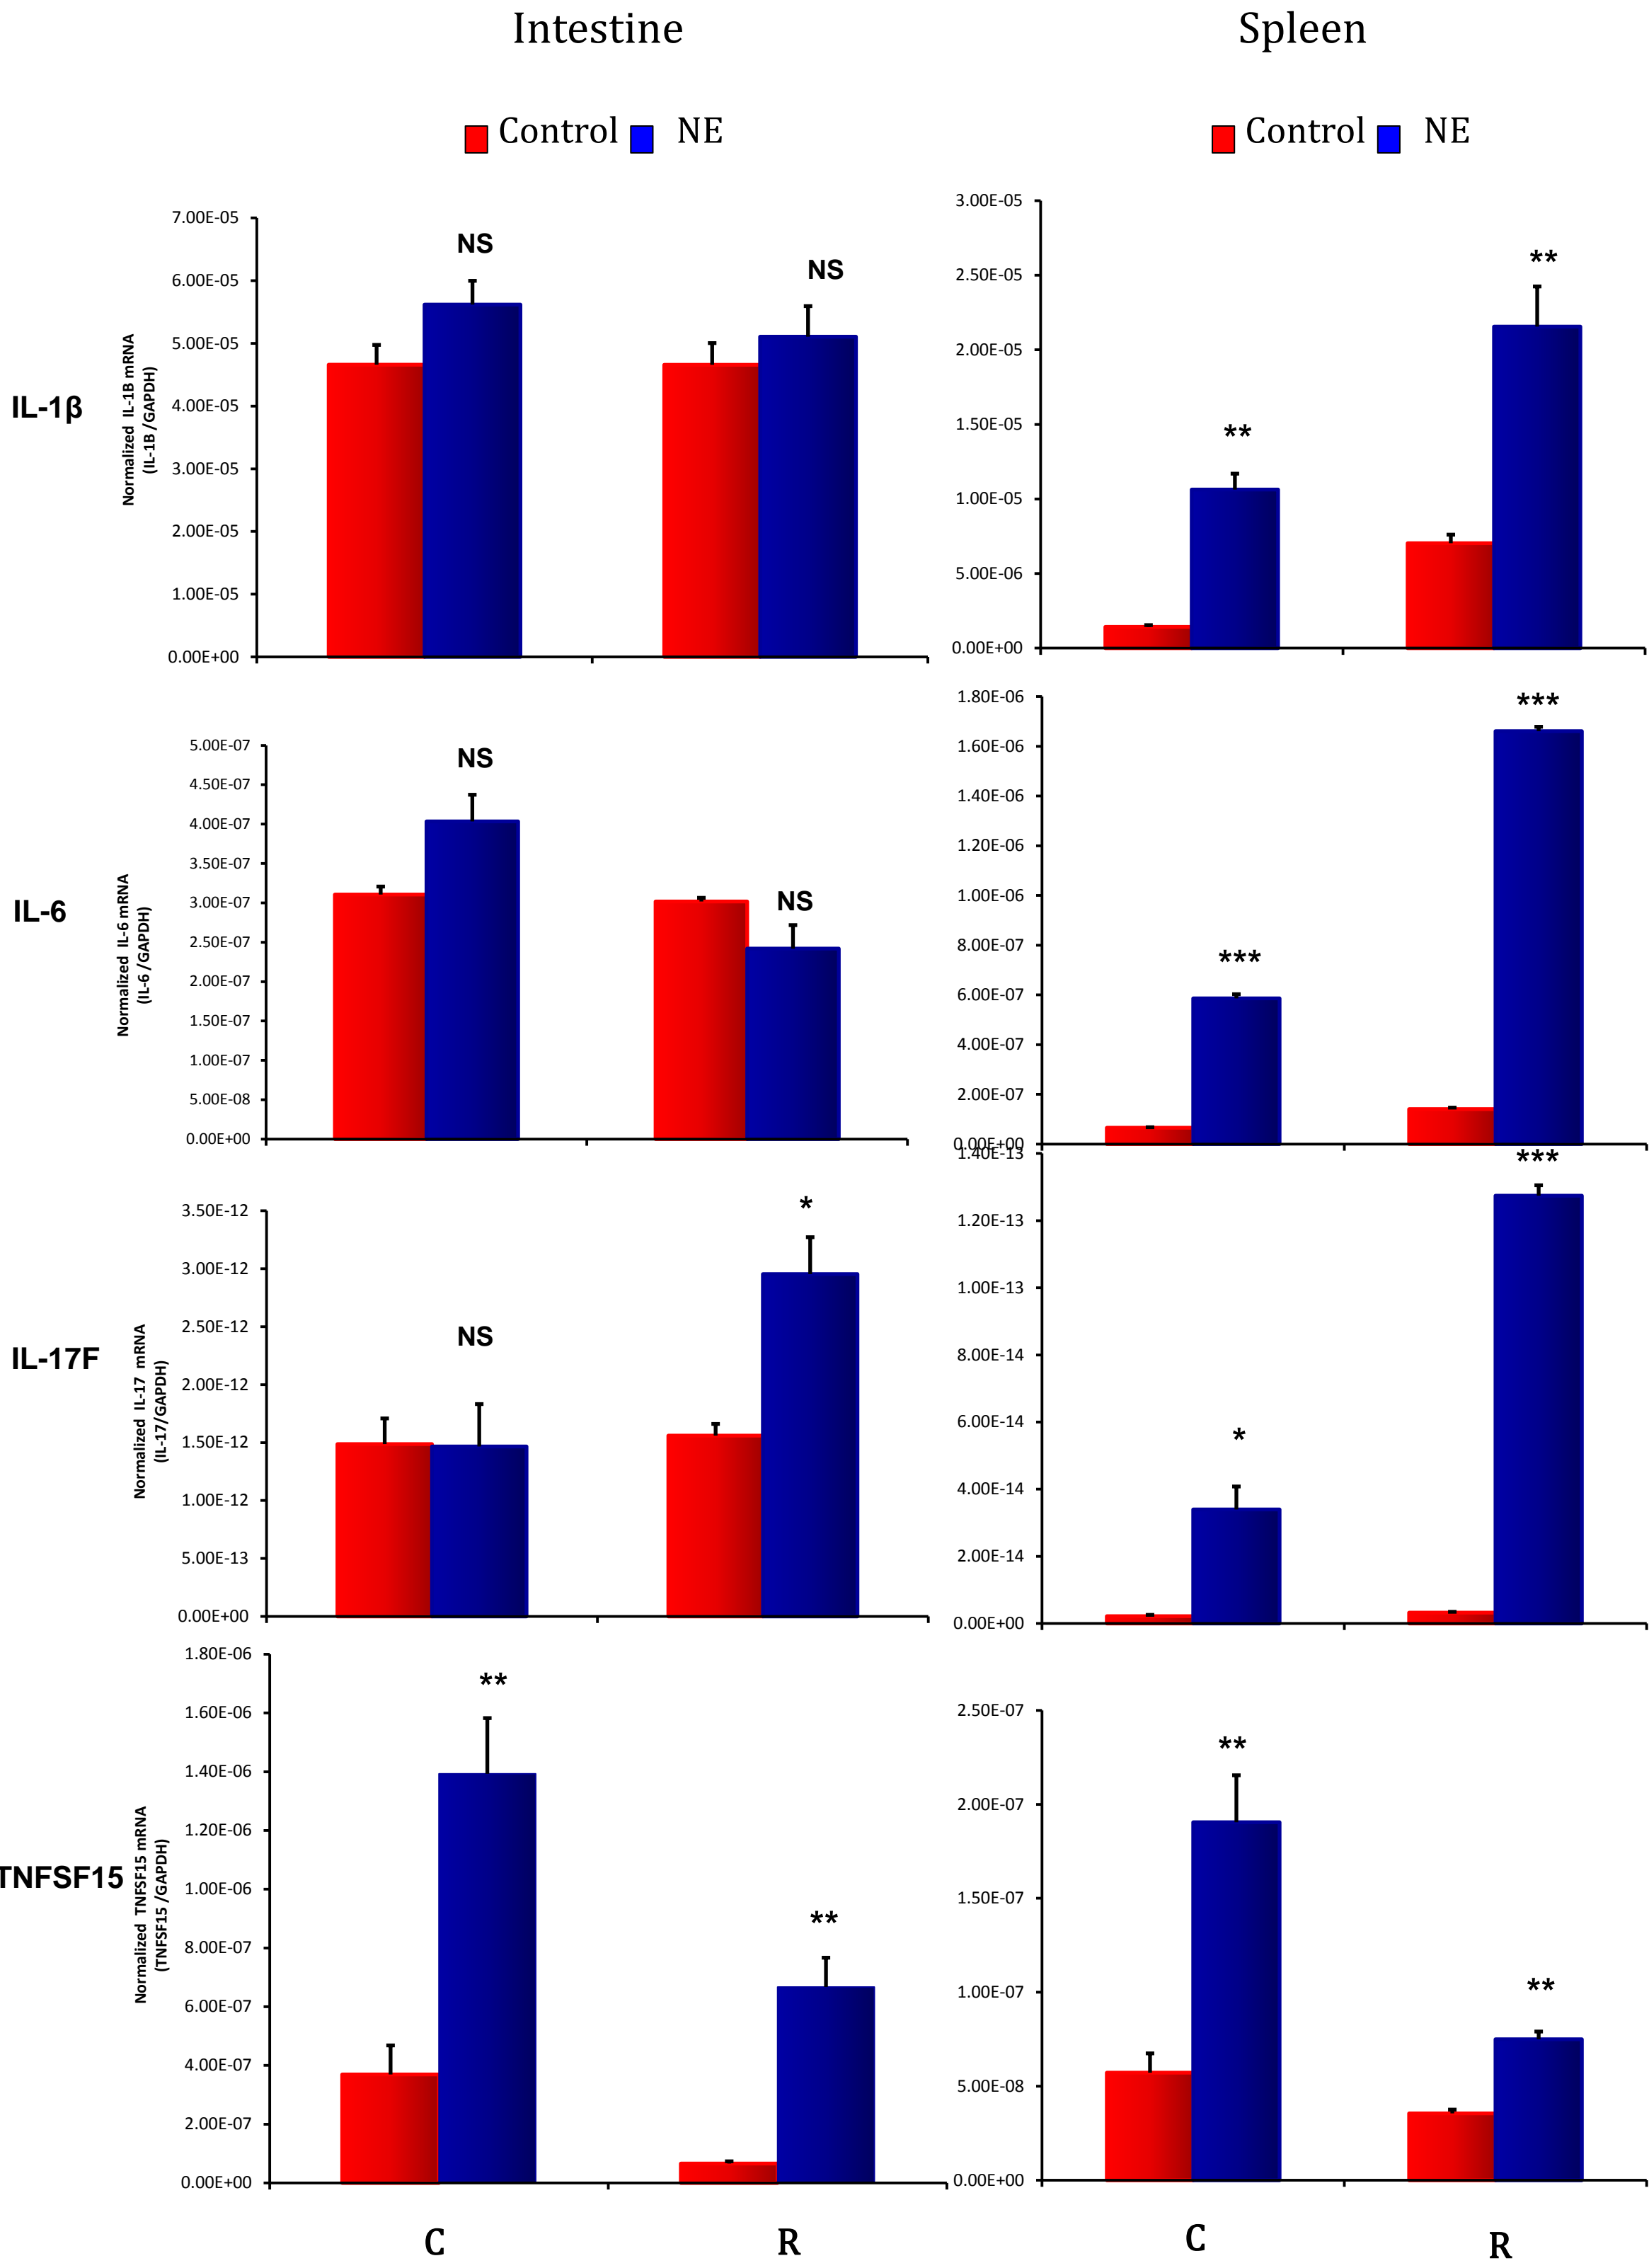 Intestine
Spleen
Control NE
Control NE
IL-1β
Normalized IL-1B mRNA
(IL-1B /GAPDH)
7.00E-05
6.00E-05
5.00E-05
4.00E-05
3.00E-05
2.00E-05
1.00E-05
0.00E+00
NS
NS
3.00E-05
2.50E-05
2.00E-05
1.50E-05
1.00E-05
5.00E-06
0.00E+00
**
**
IL-6
Normalized IL-6 mRNA
(IL-6 /GAPDH)
5.00E-07
4.50E-07
4.00E-07
3.50E-07
3.00E-07
2.50E-07
2.00E-07
1.50E-07
1.00E-07
5.00E-08
0.00E+00
NS
NS
1.80E-06
1.60E-06
1.40E-06
1.20E-06
1.00E-06
8.00E-07
6.00E-07
4.00E-07
2.00E-07
0.00E+00
***
***
IL-17F
Normalized IL-17 mRNA
(IL-17/GAPDH)
3.50E-12
3.00E-12
2.50E-12
2.00E-12
1.50E-12
1.00E-12
5.00E-13
0.00E+00
NS
*
1.40E-13
1.20E-13
1.00E-13
8.00E-14
6.00E-14
4.00E-14
2.00E-14
0.00E+00
*
***
TNFSF15
Normalized TNFSF15 mRNA
(TNFSF15 /GAPDH)
1.80E-06
1.60E-06
1.40E-06
1.20E-06
1.00E-06
8.00E-07
6.00E-07
4.00E-07
2.00E-07
0.00E+00
**
**
2.50E-07
2.00E-07
1.50E-07
1.00E-07
5.00E-08
0.00E+00
**
**
C R
C R